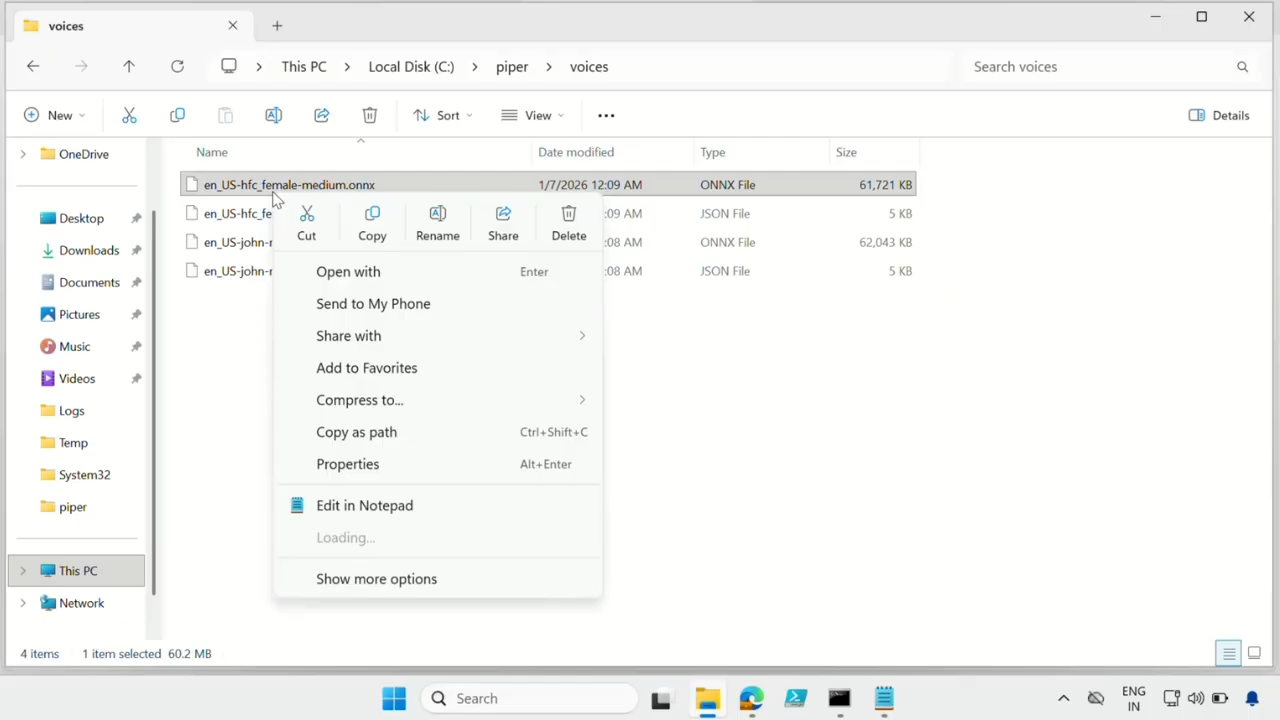 voices
This PC Local Disk (C:) piper voices Search voices
New Sort View Details
Name Date modified Type Size
OneDrive
en_US-hfc_female-medium.onnx 1/7/2026 12:09 AM ONNX File 61,721 KB
en_US-hfc_fe :09 AM JSON File 5 KB
en_US-john- :08 AM ONNX File 62,043 KB
en_US-john- :08 AM JSON File 5 KB
Cut Copy Rename Share Delete
Open with Enter
Send to My Phone
Share with
Add to Favorites
Compress to...
Copy as path Ctrl+Shift+C
Properties Alt+Enter
Edit in Notepad
Loading...
Show more options
Desktop
Downloads
Documents
Pictures
Music
Videos
Logs
Temp
System32
piper
This PC
Network
4 items 1 item selected 60.2 MB
Search
ENG
IN